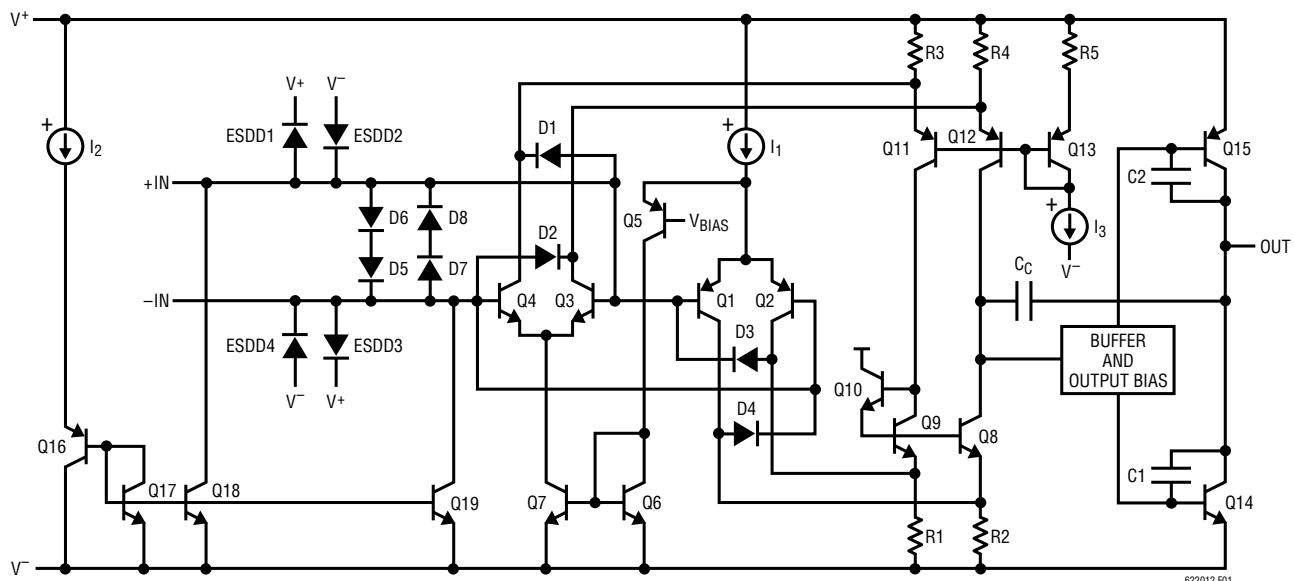 V+
R3
R4
R5
V+
V−
ESDD1
ESDD2
+
I2
D1
+
I1
Q11
Q12
Q13
Q15
C2
+IN
D6
D8
Q5
VBIAS
+
I3
V−
OUT
D2
D5
D7
CC
−IN
Q4
Q3
Q1
Q2
ESDD4
ESDD3
D3
BUFFER
AND
OUTPUT BIAS
V−
V+
Q10
D4
Q9
Q8
Q16
C1
Q17
Q18
Q19
Q7
Q6
Q14
R1
R2
V−
622012 F01